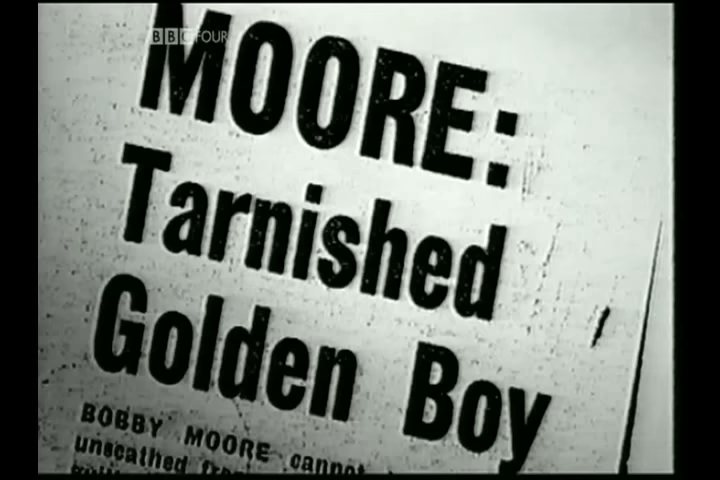 BBC FOUR
MOORE:
Tarnished
Golden Boy
BOBBY MOORE cannot
unscathed